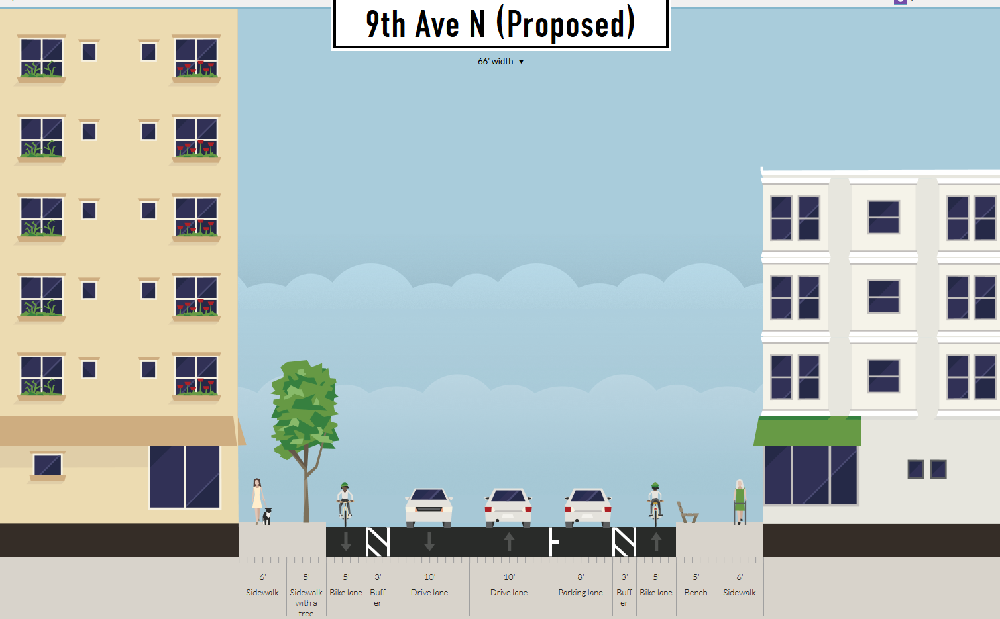 9th Ave N (Proposed)
66' width
6' 5' 5' 3' 10' 10' 8' 3' 5' 5' 6'
Sidewalk Sidewalk Bike lane Buff Drive lane Drive lane Parking lane Buff Bike lane Bench Sidewalk
with a er er
tree